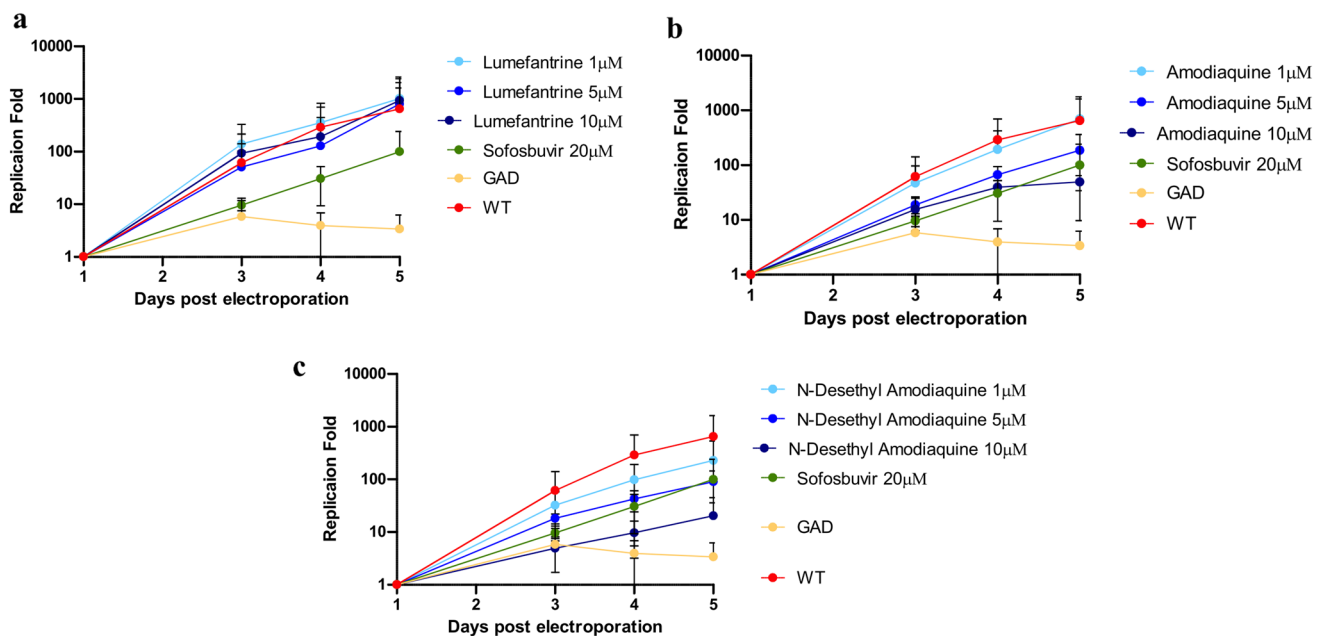 a
10000
1000
100
10
1
Replicaion Fold
1 2 3 4 5
Days post electroporation
Lumefantrine 1μM
Lumefantrine 5μM
Lumefantrine 10μM
Sofosbuvir 20μM
GAD
WT
b
10000
1000
100
10
1
Replicaion Fold
1 2 3 4 5
Days post electroporation
Amodiaquine 1μM
Amodiaquine 5μM
Amodiaquine 10μM
Sofosbuvir 20μM
GAD
WT
c
10000
1000
100
10
1
Replicaion Fold
1 2 3 4 5
Days post electroporation
N-Desethyl Amodiaquine 1μM
N-Desethyl Amodiaquine 5μM
N-Desethyl Amodiaquine 10μM
Sofosbuvir 20μM
GAD
WT